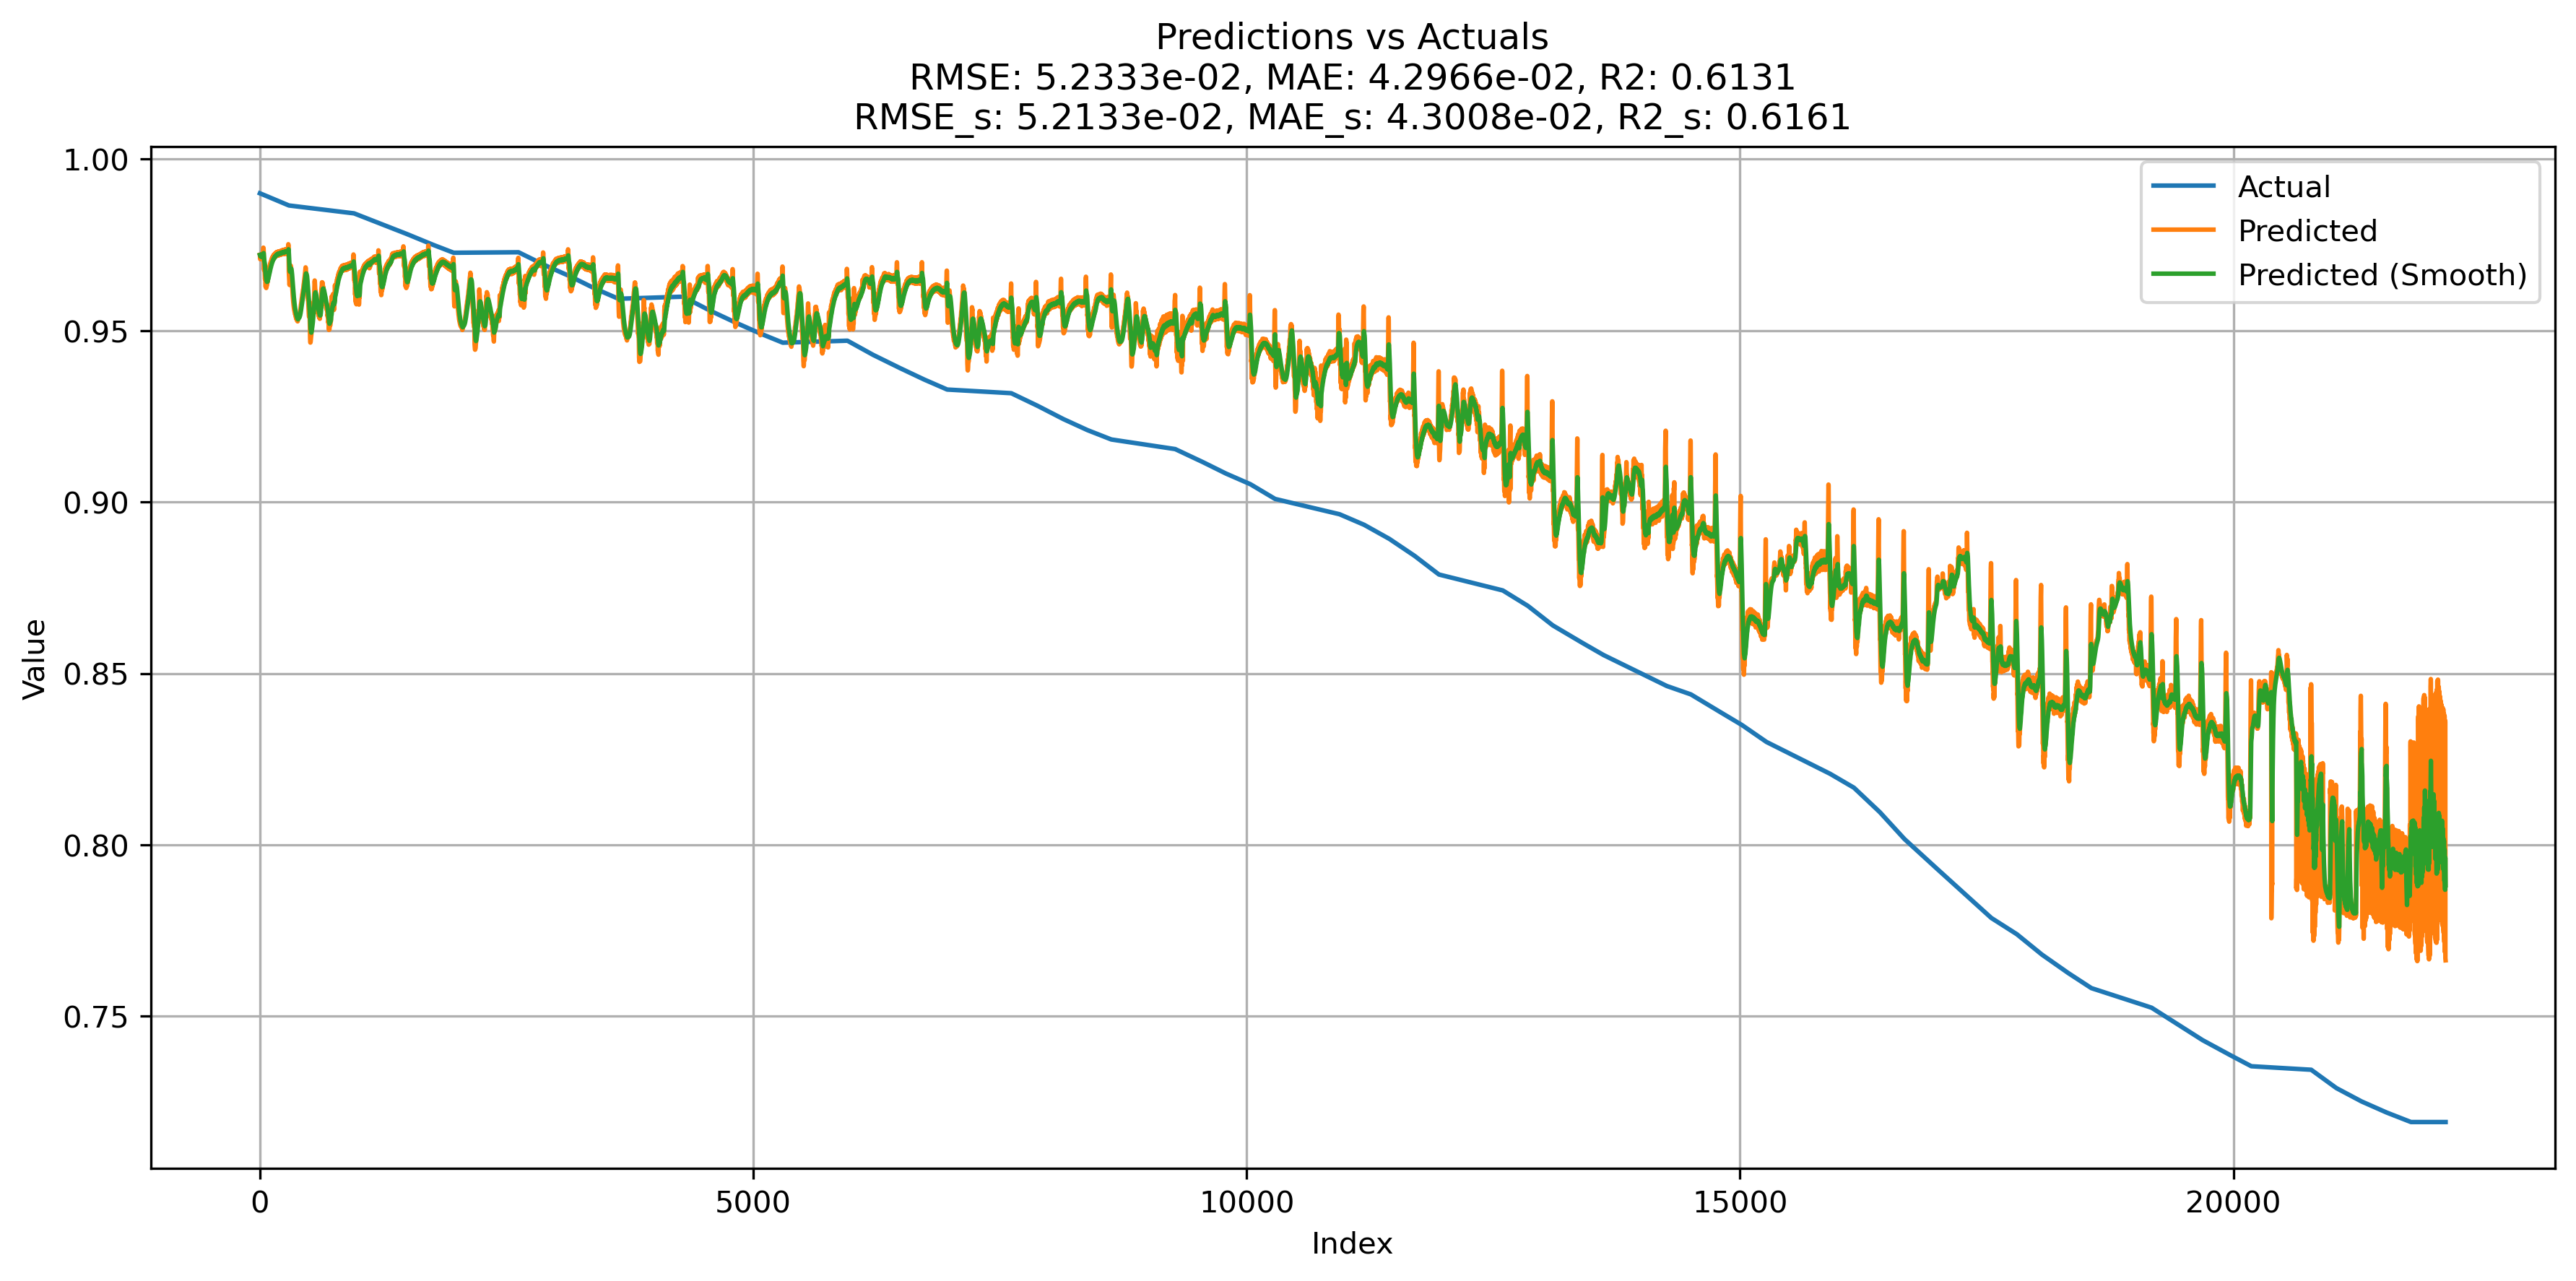 Predictions vs Actuals
RMSE: 5.2333e-02, MAE: 4.2966e-02, R2: 0.6131
RMSE_s: 5.2133e-02, MAE_s: 4.3008e-02, R2_s: 0.6161
Actual
Predicted
Predicted (Smooth)
1.00
0.95
0.90
0.85
0.80
0.75
Value
0 5000 10000 15000 20000
Index